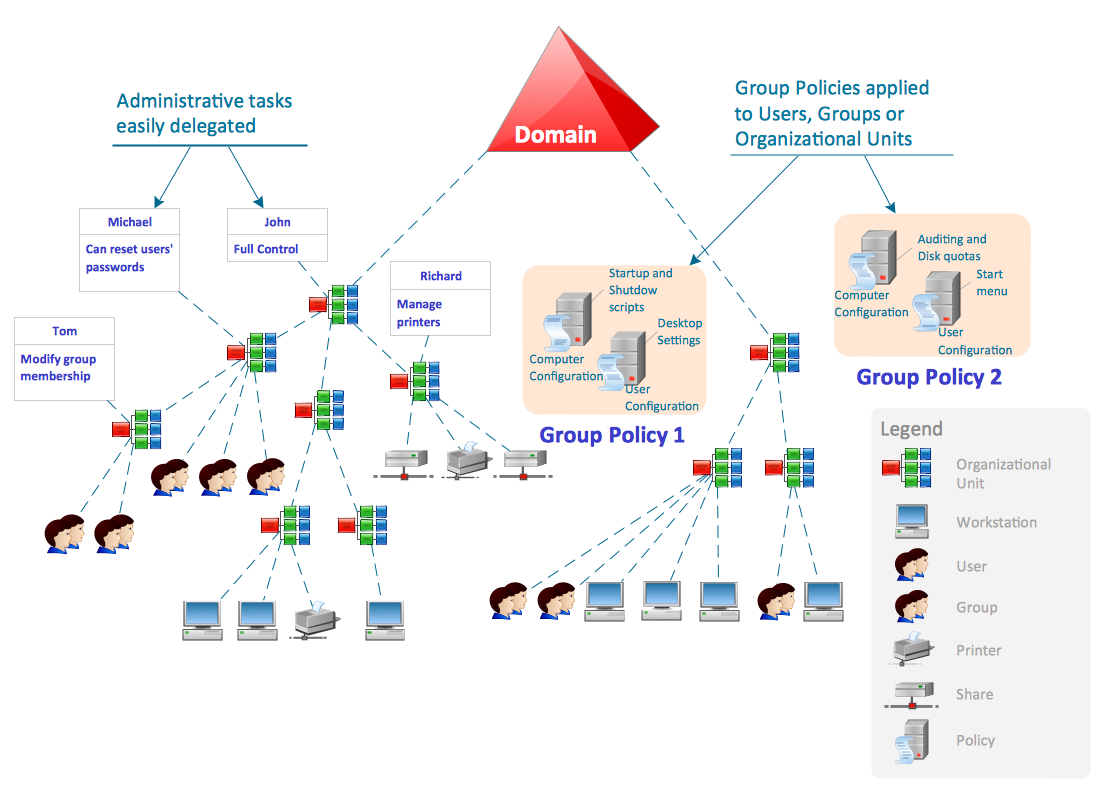 Administrative tasks
easily delegated
Domain
Group Policies applied
to Users, Groups or
Organizational Units
Michael
Can reset users'
passwords
John
Full Control
Richard
Manage
printers
Tom
Modify group
membership
Startup and
Shutdow
scripts
Desktop
Settings
Computer
Configuration
User
Configuration
Group Policy 1
Auditing and
Disk quotas
Start
menu
Computer
Configuration
User
Configuration
Group Policy 2
Legend
Organizational
Unit
Workstation
User
Group
Printer
Share
Policy